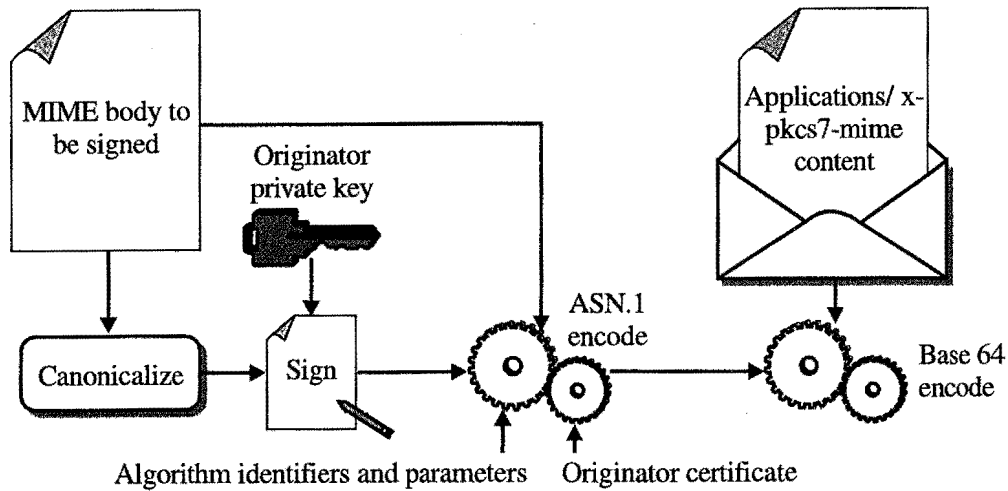 MIME body to
be signed
Originator
private key
Applications/ x-
pkcs7-mime
content
ASN.1
encode
Canonicalize
Sign
Base 64
encode
Algorithm identifiers and parameters
Originator certificate